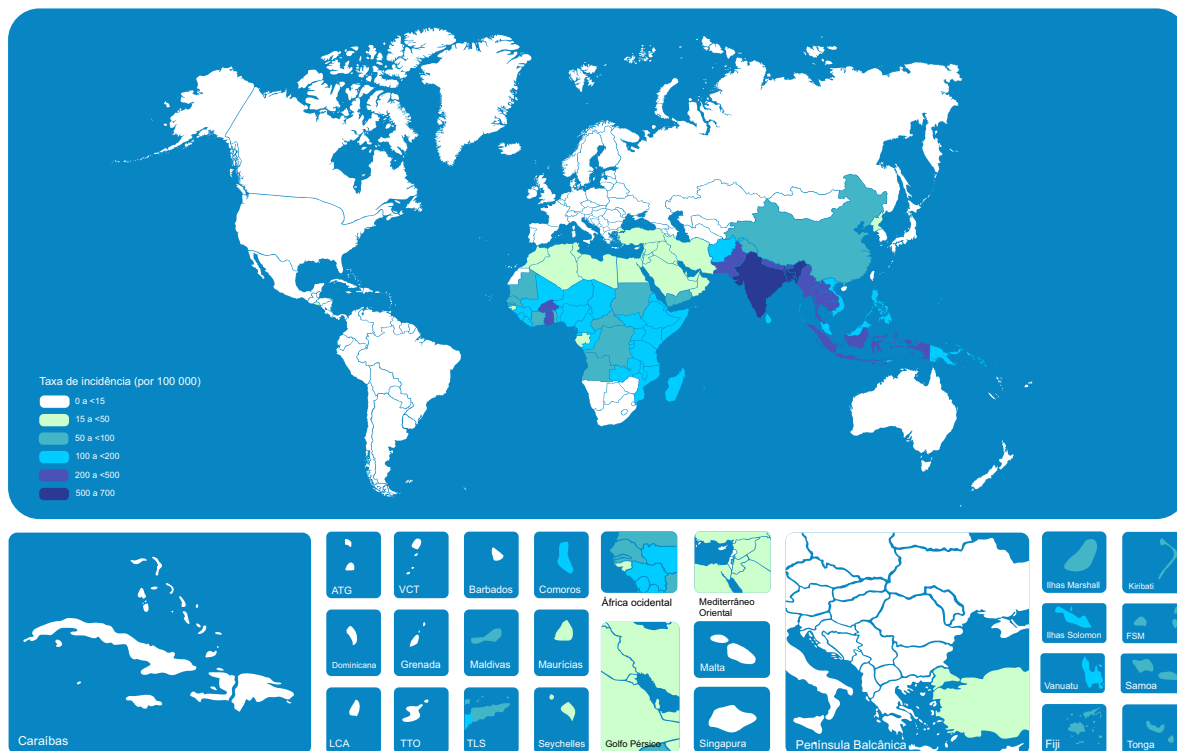 Taxa de incidência (por 100 000)
0 a <15
15 a <50
50 a <100
100 a <200
200 a <500
500 a 700
Caraíbas
ATG
VCT
Barbados
Comoros
África ocidental
Mediterrâneo
Oriental
Dominicana
Grenada
Maldivas
Maurícias
Malta
LCA
TTO
TLS
Seychelles
Golfo Pérsico
Singapura
Península Balcânica
Ilhas Marshall
Kiribati
Ilhas Solomon
FSM
Vanuatu
Samoa
Fiji
Tonga